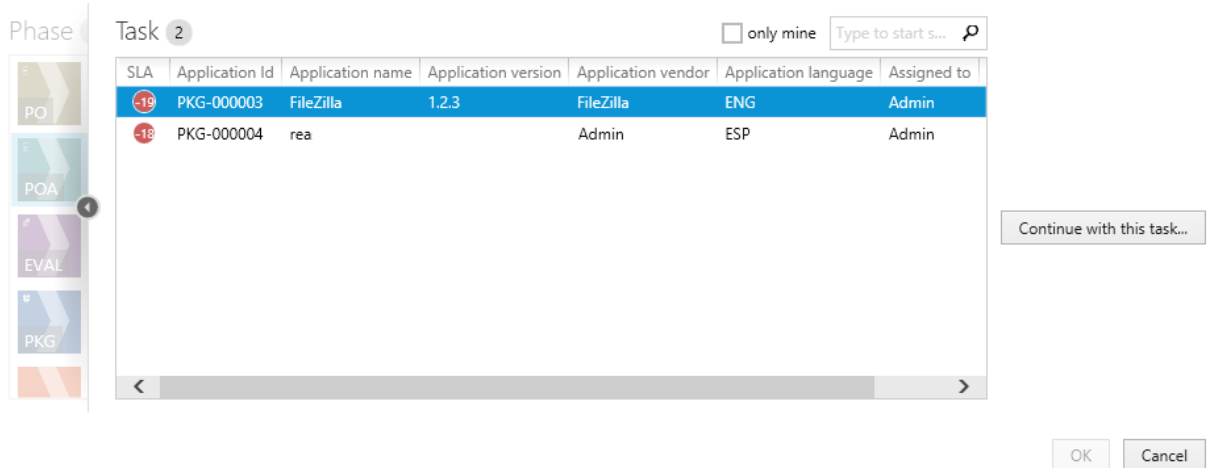 Phase
Task 2
only mine
Type to start s...
SLA Application Id Application name Application version Application vendor Application language Assigned to
-19 PKG-000003 FileZilla 1.2.3 FileZilla ENG Admin
-18 PKG-000004 rea Admin ESP Admin
PO
POA
EVAL
PKG
Continue with this task...
OK Cancel